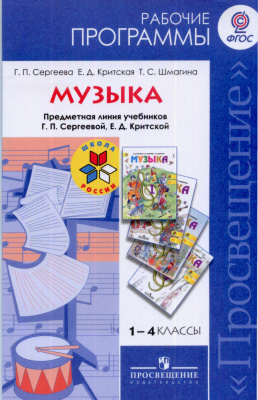 РАБОЧИЕ
ПРОГРАММЫ
ФГОС
Г. П. Сергеева Е. Д. Критская Т. С. Шмагина
МУЗЫКА
Предметная линия учебников
Г. П. Сергеевой, Е. Д. Критской
ШКОЛА
РОССИИ
МУЗЫКА
1—4 КЛАССЫ
«Просвещение»
ПРОСВЕЩЕНИЕ
ИЗДАТЕЛЬСТВО